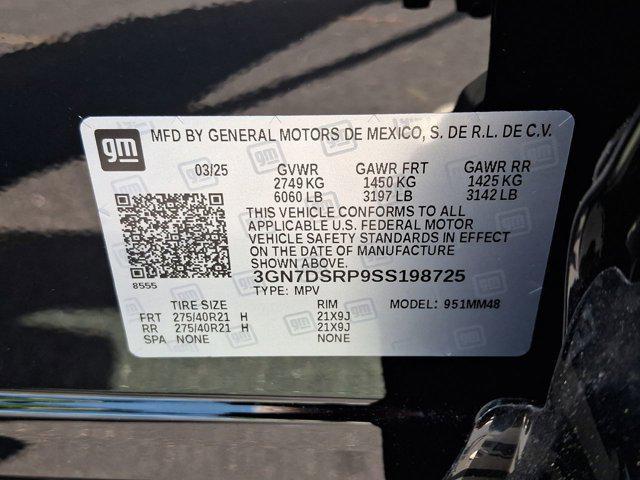 gm
MFD BY GENERAL MOTORS DE MEXICO, S. DE R.L. DE C.V.
03/25 GVWR GAWR FRT GAWR RR
2749 KG 1450 KG 1425 KG
6060 LB 3197 LB 3142 LB
THIS VEHICLE CONFORMS TO ALL
APPLICABLE U.S. FEDERAL MOTOR
VEHICLE SAFETY STANDARDS IN EFFECT
ON THE DATE OF MANUFACTURE
SHOWN ABOVE.
3GN7DSRP9SS198725
8555
TYPE: MPV
TIRE SIZE RIM MODEL: 951MM48
FRT 275/40R21 H 21X9J
RR 275/40R21 H 21X9J
SPA NONE NONE